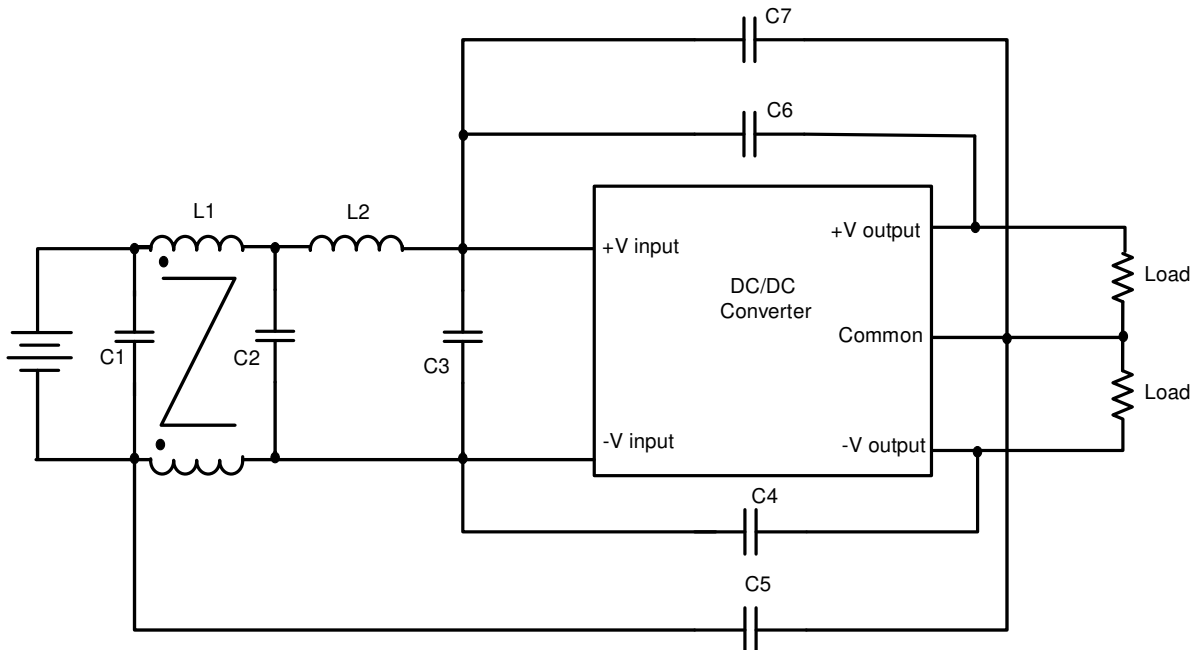 C7
C6
L1
L2
+V input
+V output
DC/DC
Converter
Load
C1
C2
C3
Common
Load
-V input
-V output
C4
C5